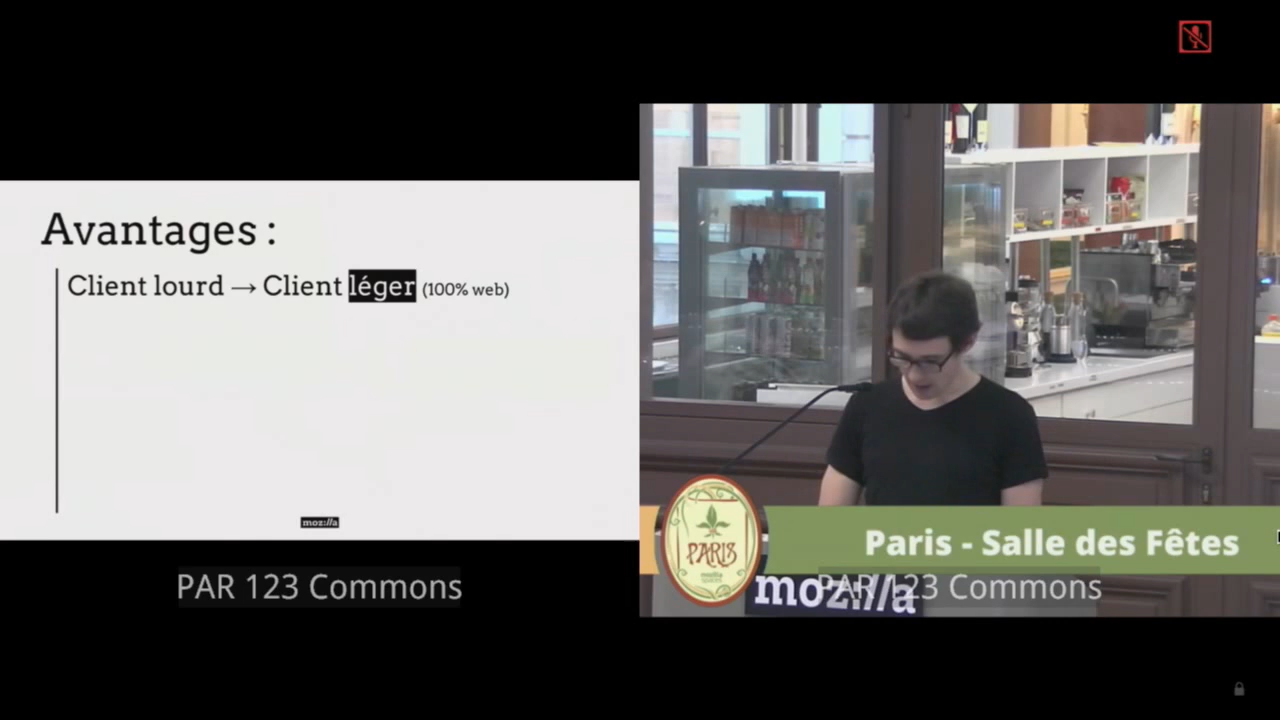 Avantages :
Client lourd → Client léger (100% web)
moz://a
PAR 123 Commons
Paris - Salle des Fêtes
PARIS
mozilla
moz://a
PAR 123 Commons